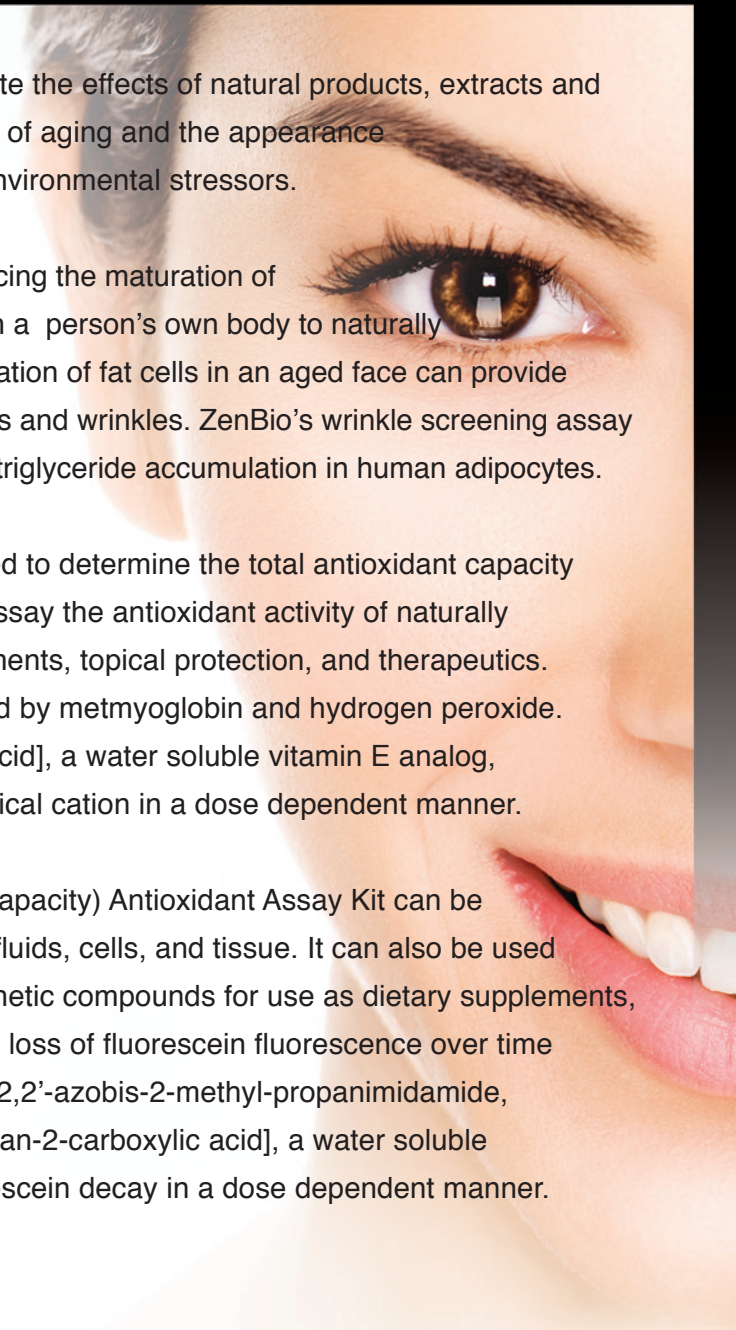 te the effects of natural products, extracts and
of aging and the appearance
nvironmental stressors.
cing the maturation of
n a person's own body to naturally
ation of fat cells in an aged face can provide
s and wrinkles. ZenBio's wrinkle screening assay
triglyceride accumulation in human adipocytes.
d to determine the total antioxidant capacity
ssay the antioxidant activity of naturally
nents, topical protection, and therapeutics.
d by metmyoglobin and hydrogen peroxide.
cid], a water soluble vitamin E analog,
ical cation in a dose dependent manner.
apacity) Antioxidant Assay Kit can be
fluids, cells, and tissue. It can also be used
netic compounds for use as dietary supplements,
loss of fluorescein fluorescence over time
2,2’-azobis-2-methyl-propanimidamide,
an-2-carboxylic acid], a water soluble
scein decay in a dose dependent manner.